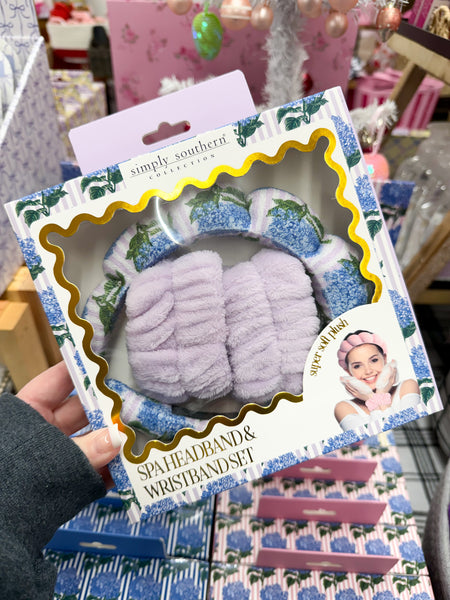 simply southern®
COLLECTION
super soft plush
SPA HEADBAND &
WRISTBAND SET